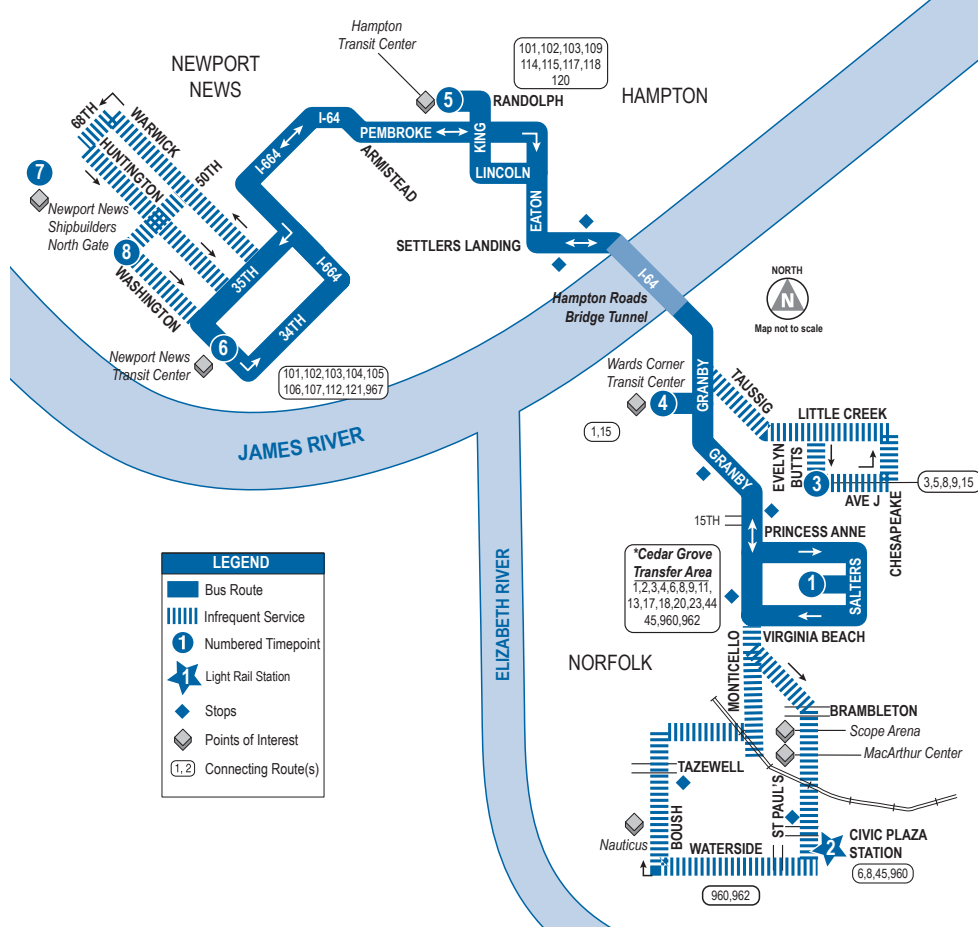 Hampton
Transit Center
101,102,103,109
114,115,117,118
120
NEWPORT
NEWS
HAMPTON
5
RANDOLPH
68TH
WARWICK
I-64
PEMBROKE
KING
I-664
ARMISTEAD
HUNTINGTON
50TH
LINCOLN
7
EATON
Newport News
Shipbuilders
North Gate
8
SETTLERS LANDING
I-664
I-64
35TH
WASHINGTON
NORTH
N
Map not to scale
Hampton Roads
Bridge Tunnel
34TH
6
Newport News
Transit Center
101,102,103,104,105
106,107,112,121,967
Wards Corner
Transit Center
4
GRANBY
TAUSSIG
LITTLE CREEK
1,15
JAMES RIVER
EVELYN
BUTTS
GRANBY
3
3,5,8,9,15
AVE J
CHESAPEAKE
15TH
PRINCESS ANNE
*Cedar Grove
Transfer Area
1,2,3,4,6,8,9,11,
13,17,18,20,23,44
45,960,962
1
SALTERS
VIRGINIA BEACH
ELIZABETH RIVER
LEGEND
Bus Route
Infrequent Service
1
Numbered Timepoint
1
Light Rail Station
Stops
Points of Interest
1, 2
Connecting Route(s)
NORFOLK
MONTICELLO
BRAMBLETON
Scope Arena
MacArthur Center
TAZEWELL
ST PAUL'S
BOUSH
Nauticus
WATERSIDE
2
CIVIC PLAZA
STATION
6,8,45,960
960,962